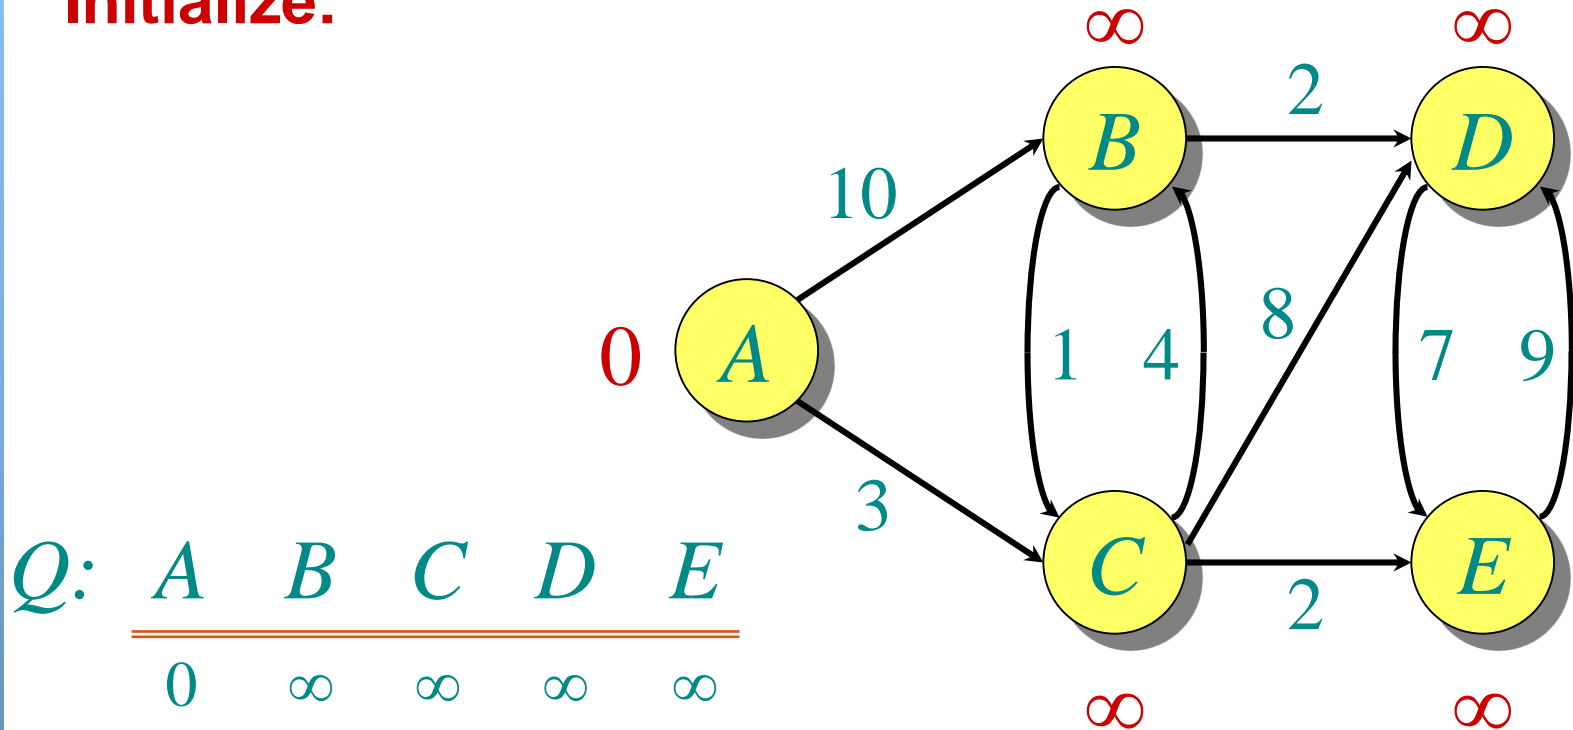 Initialize:
∞ ∞
2
B D
10
8
0 A 1 4 7 9
3
Q: A B C D E
C E
2
0 ∞ ∞ ∞ ∞
∞ ∞